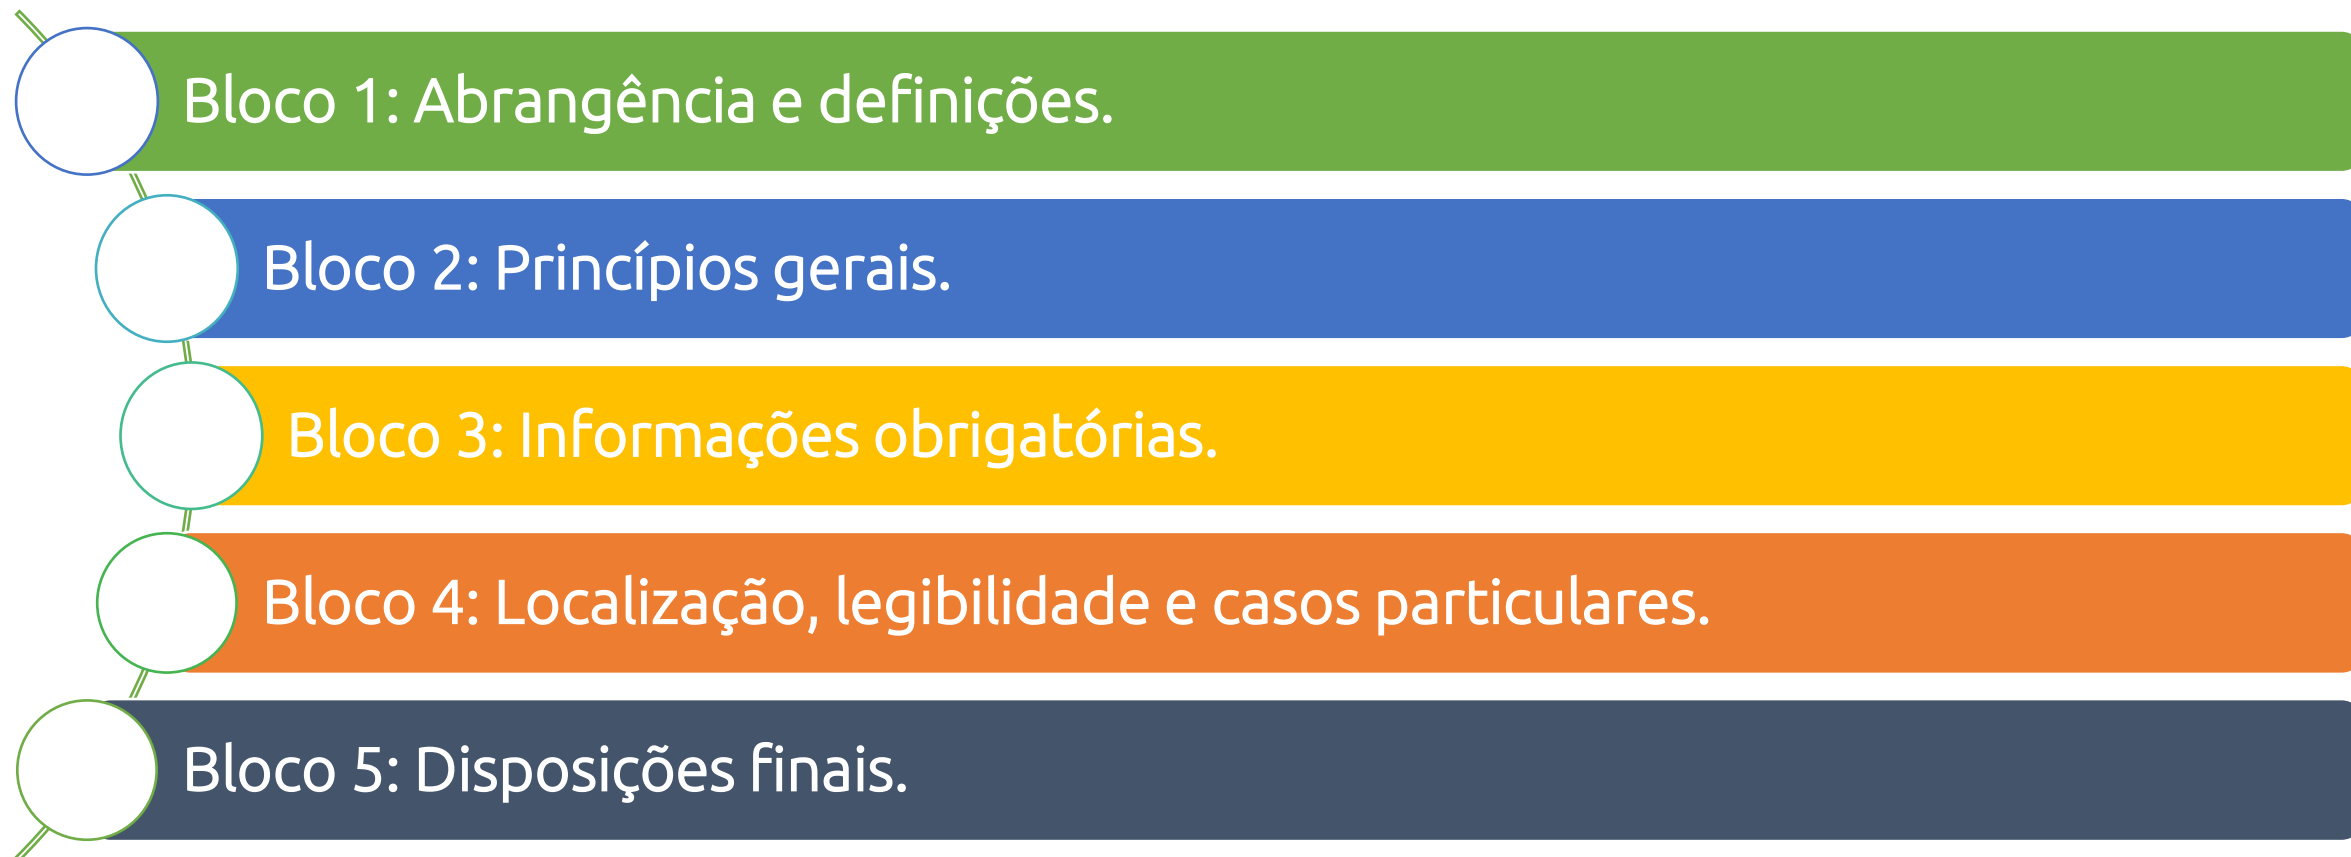 Bloco 1: Abrangência e definições.
Bloco 2: Princípios gerais.
Bloco 3: Informações obrigatórias.
Bloco 4: Localização, legibilidade e casos particulares.
Bloco 5: Disposições finais.